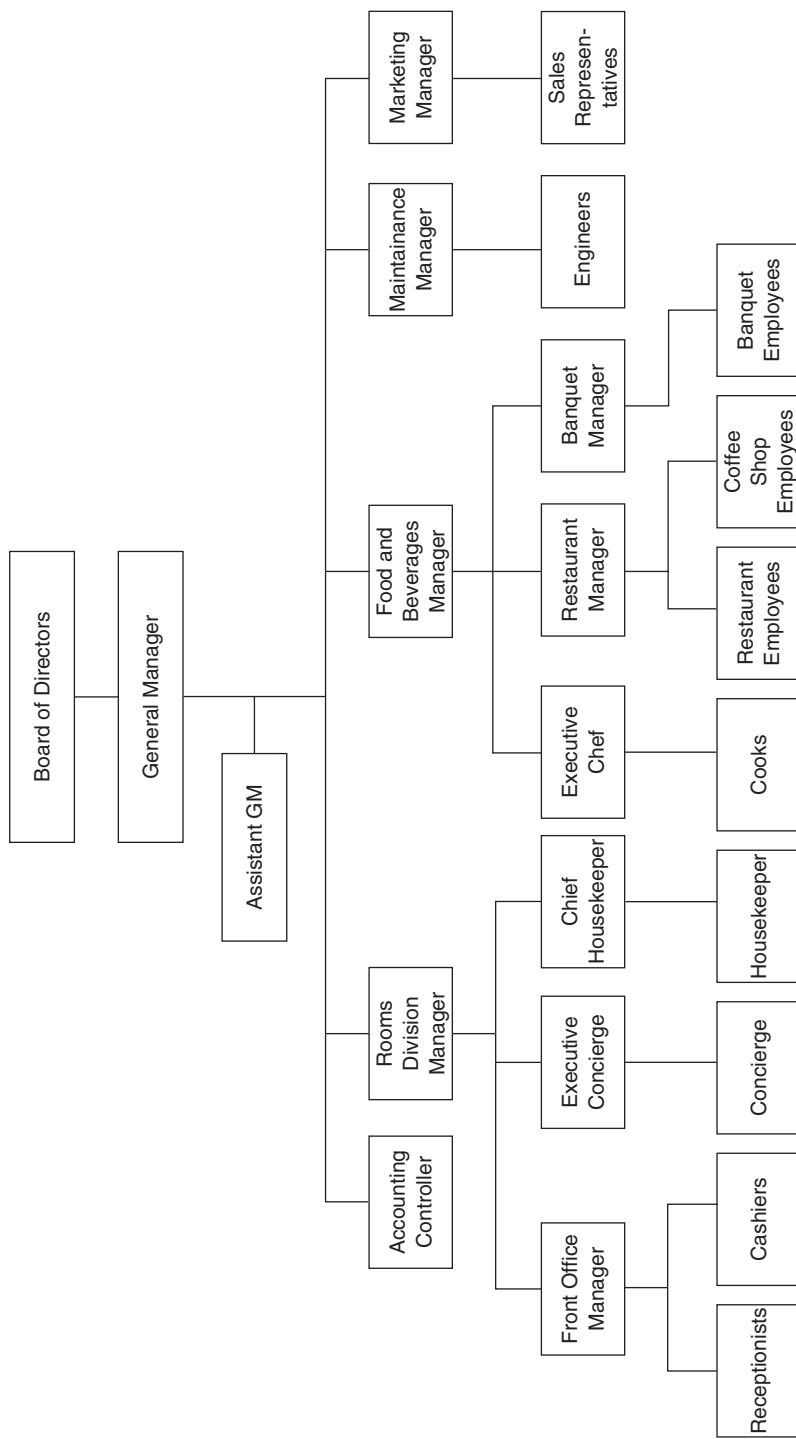 Board of Directors
General Manager
Assistant GM
Accounting
Controller
Rooms
Division
Manager
Food and
Beverages
Manager
Maintainance
Manager
Marketing
Manager
Front Office
Manager
Executive
Concierge
Chief
Housekeeper
Executive
Chef
Restaurant
Manager
Banquet
Manager
Engineers
Sales
Represen-
tatives
Receptionists
Cashiers
Concierge
Housekeeper
Cooks
Restaurant
Employees
Coffee
Shop
Employees
Banquet
Employees